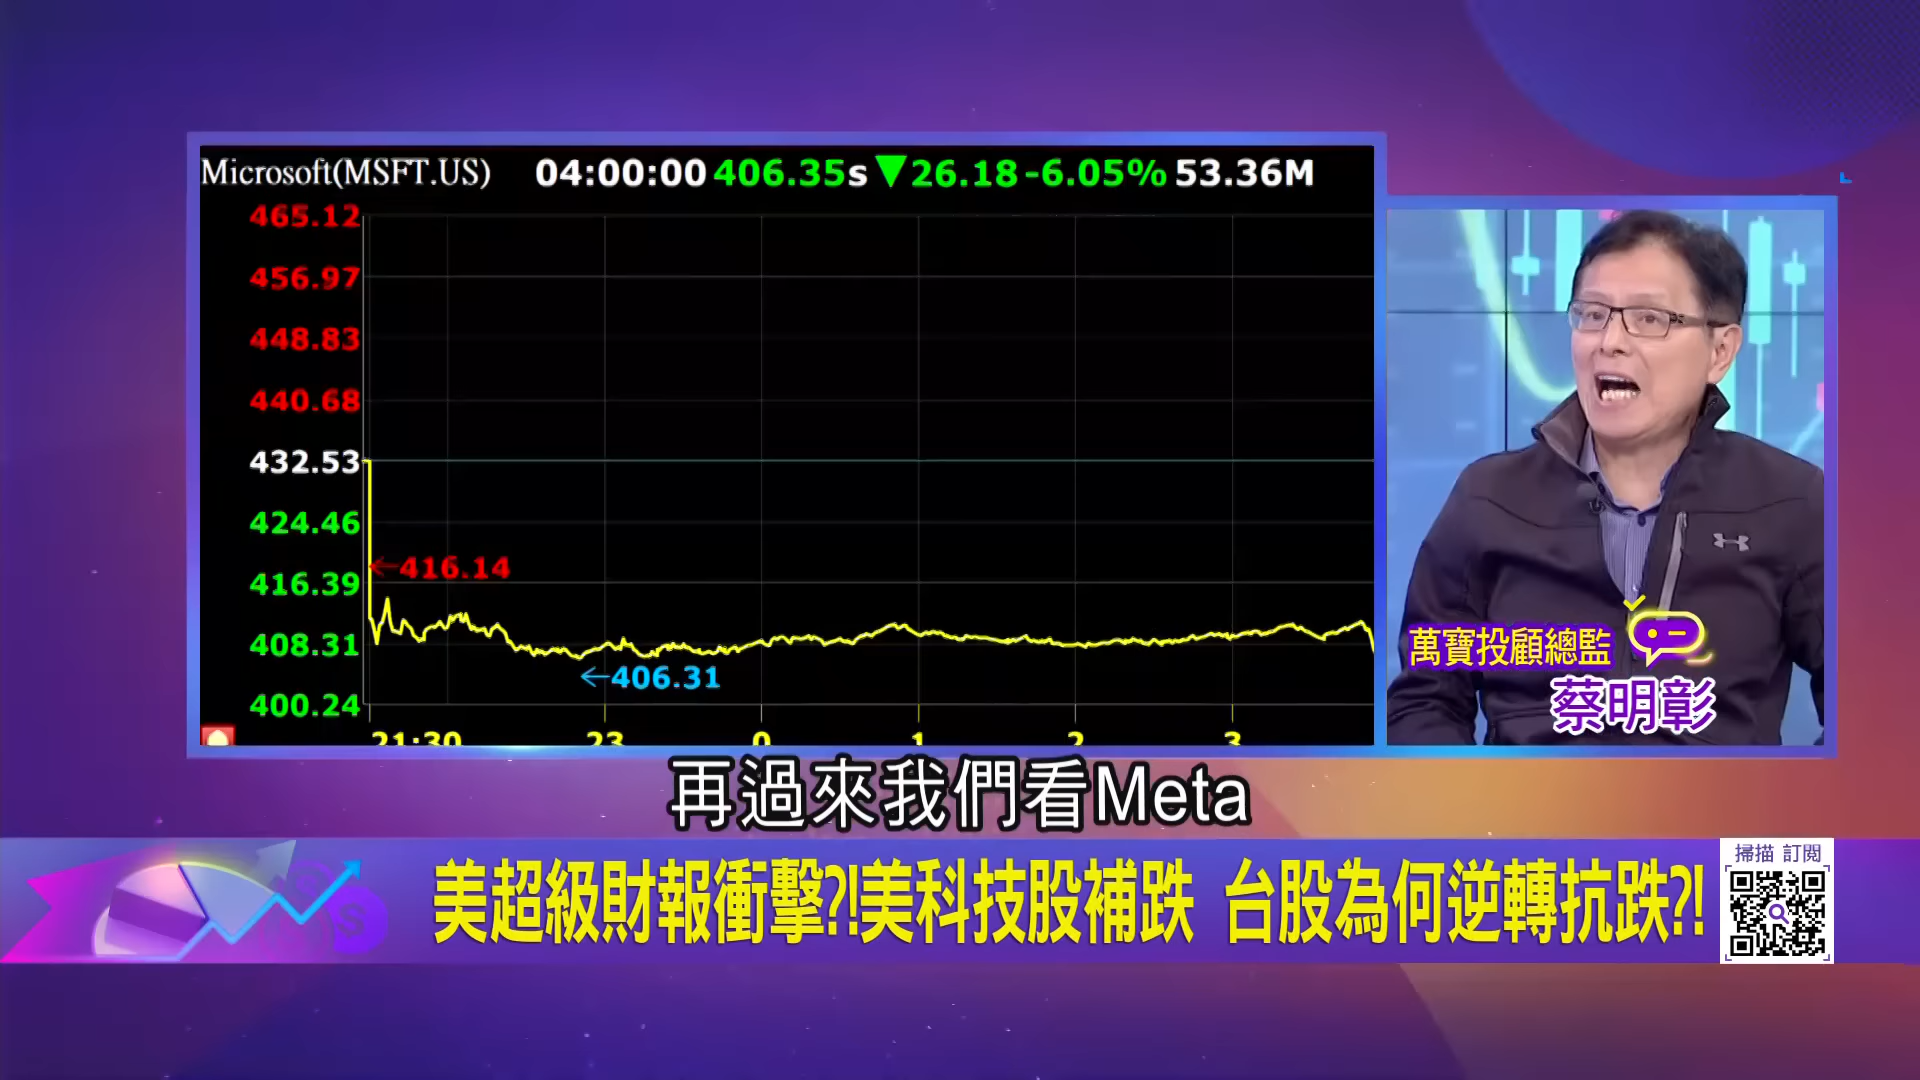 Microsoft(MSFT.US) 04:00:00 406.35s ▼26.18 -6.05% 53.36M
465.12
456.97
448.83
440.68
432.53
424.46
←416.14
416.39
408.31
←406.31
400.24
21:30 23 0 1 2 3
萬寶投顧總監
蔡明彰
再過來我們看Meta
美超級財報衝擊?!美科技股補跌 台股為何逆轉抗跌?!
掃描 訂閱